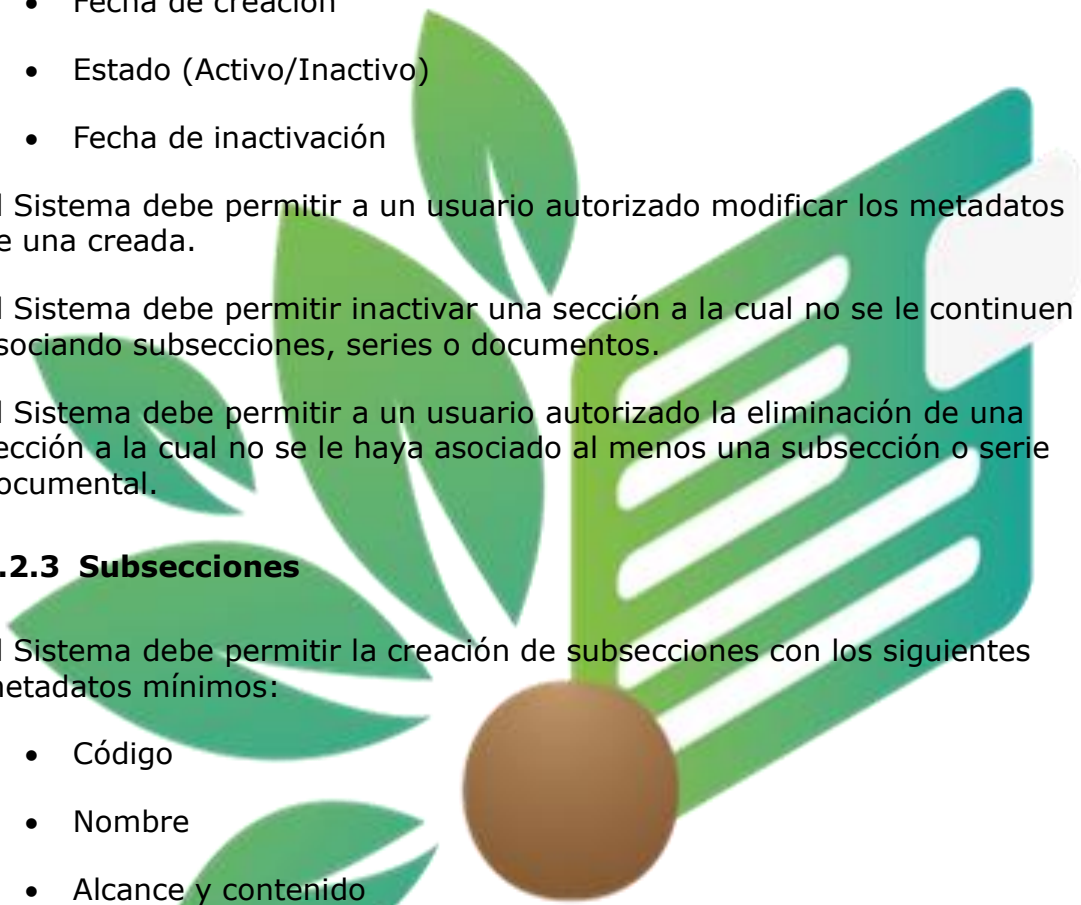 • Fecha de creación
• Estado (Activo/Inactivo)
• Fecha de inactivación
l Sistema debe permitir a un usuario autorizado modificar los metadatos
e una creada.
l Sistema debe permitir inactivar una sección a la cual no se le continuen
sociando subsecciones, series o documentos.
l Sistema debe permitir a un usuario autorizado la eliminación de una
ección a la cual no se le haya asociado al menos una subsección o serie
ocumental.
.2.3 Subsecciones
l Sistema debe permitir la creación de subsecciones con los siguientes
netadatos mínimos:
• Código
• Nombre
• Alcance y contenido